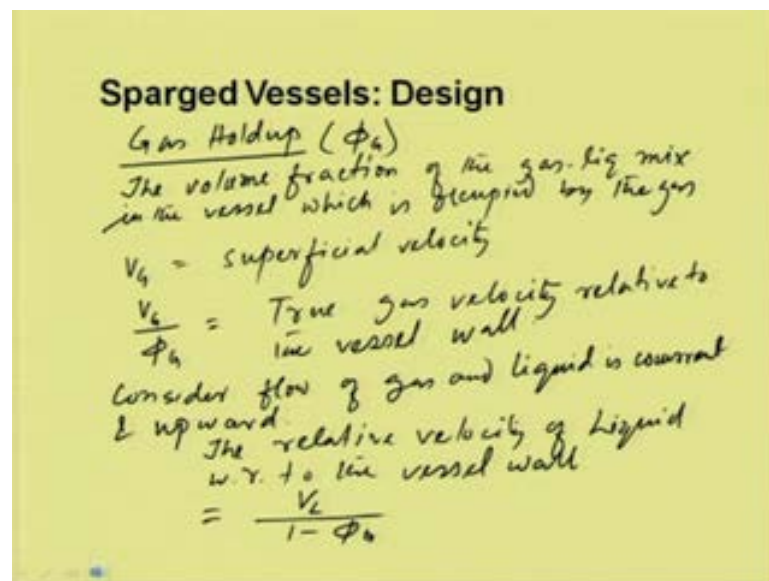 Sparged Vessels: Design
Gas Holdup (ϕG)
The volume fraction of the gas-liq mix
in the vessel which is occupied by the gas
VG = superficial velocity
VG/ϕG = True gas velocity relative to
the vessel wall
Consider flow of gas and liquid is cocurrent
& upward.
The relative velocity of Liquid
w.r. to the vessel wall
= VL/1-ϕG